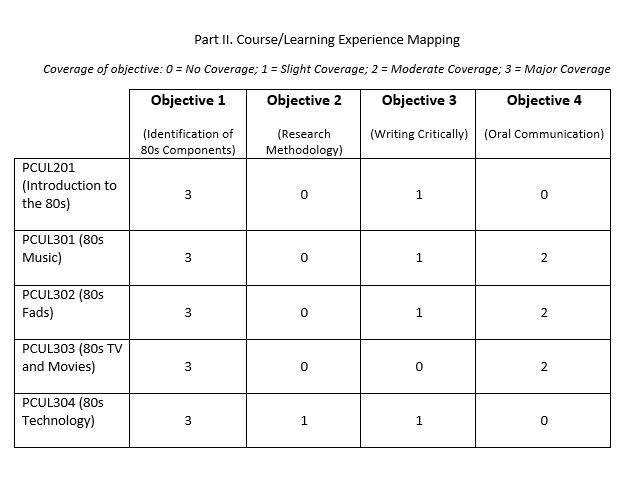 Part II. Course/Learning Experience Mapping
Coverage of objective: 0 = No Coverage; 1 = Slight Coverage; 2 = Moderate Coverage; 3 = Major Coverage
Objective 1 Objective 2 Objective 3 Objective 4
(Identification of (Research (Writing Critically) (Oral Communication)
80s Components) Methodology)
PCUL201
(Introduction to 3 0 1 0
the 80s)
PCUL301 (80s
Music) 3 0 1 2
PCUL302 (80s
Fads) 3 0 1 2
PCUL303 (80s TV
and Movies) 3 0 0 2
PCUL304 (80s
Technology) 3 1 1 0